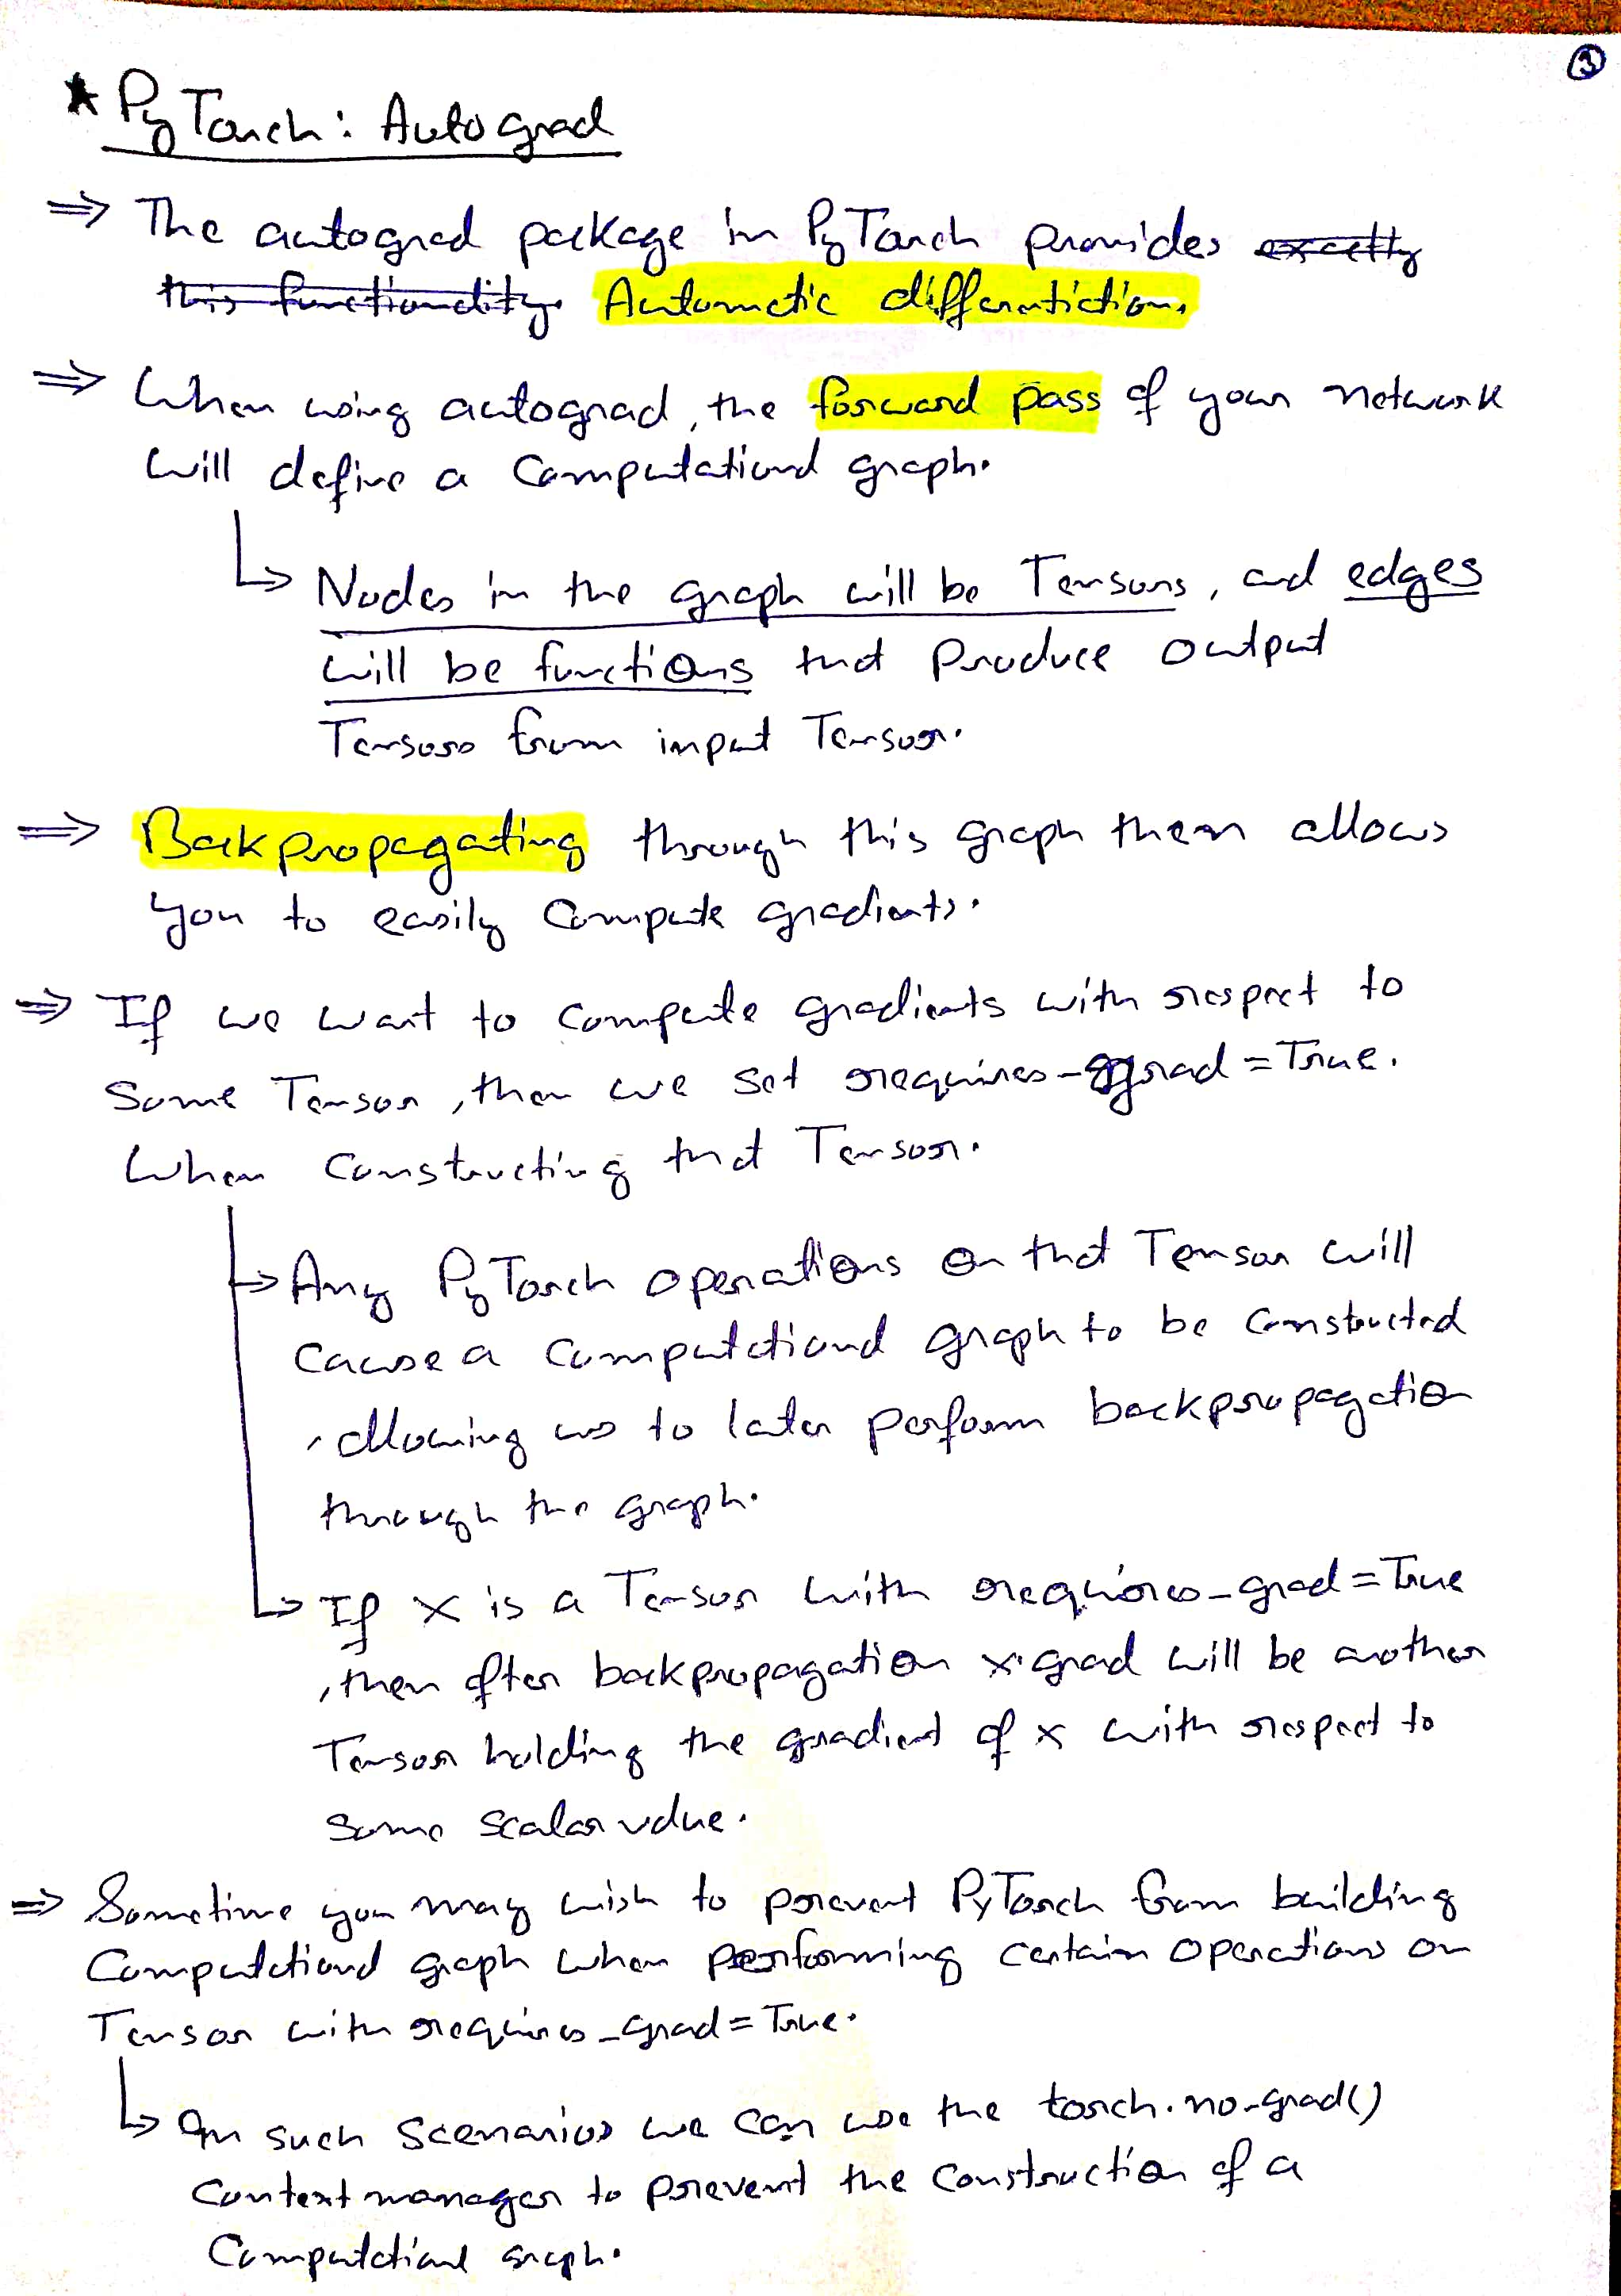 ③
* PyTorch: Autograd
⇒ The autograd package in PyTorch provides exactly
this functionality. Automatic differentiation.
⇒ When using autograd, the forward pass of your network
will define a computational graph.
↳ Nodes in the graph will be Tensors, and edges
will be functions that produce output
Tensors from input Tensor.
⇒ Backpropagating through this graph then allows
you to easily compute gradients.
⇒ If we want to compute gradients with respect to
some Tensor, then we set requires_grad = True.
when constructing that Tensor.
↳ Any PyTorch operations on that Tensor will
cause a computational graph to be constructed
, allowing us to later perform backpropagation
through the graph.
↳ If x is a Tensor with requires_grad = True
, then after backpropagation x.grad will be another
Tensor holding the gradient of x with respect to
some scalar value.
⇒ Sometime you may wish to prevent PyTorch from building
computational graph when performing certain operations on
Tensor with requires_grad = True.
↳ In such scenarios we can use the torch.no_grad()
context manager to prevent the construction of a
computational graph.